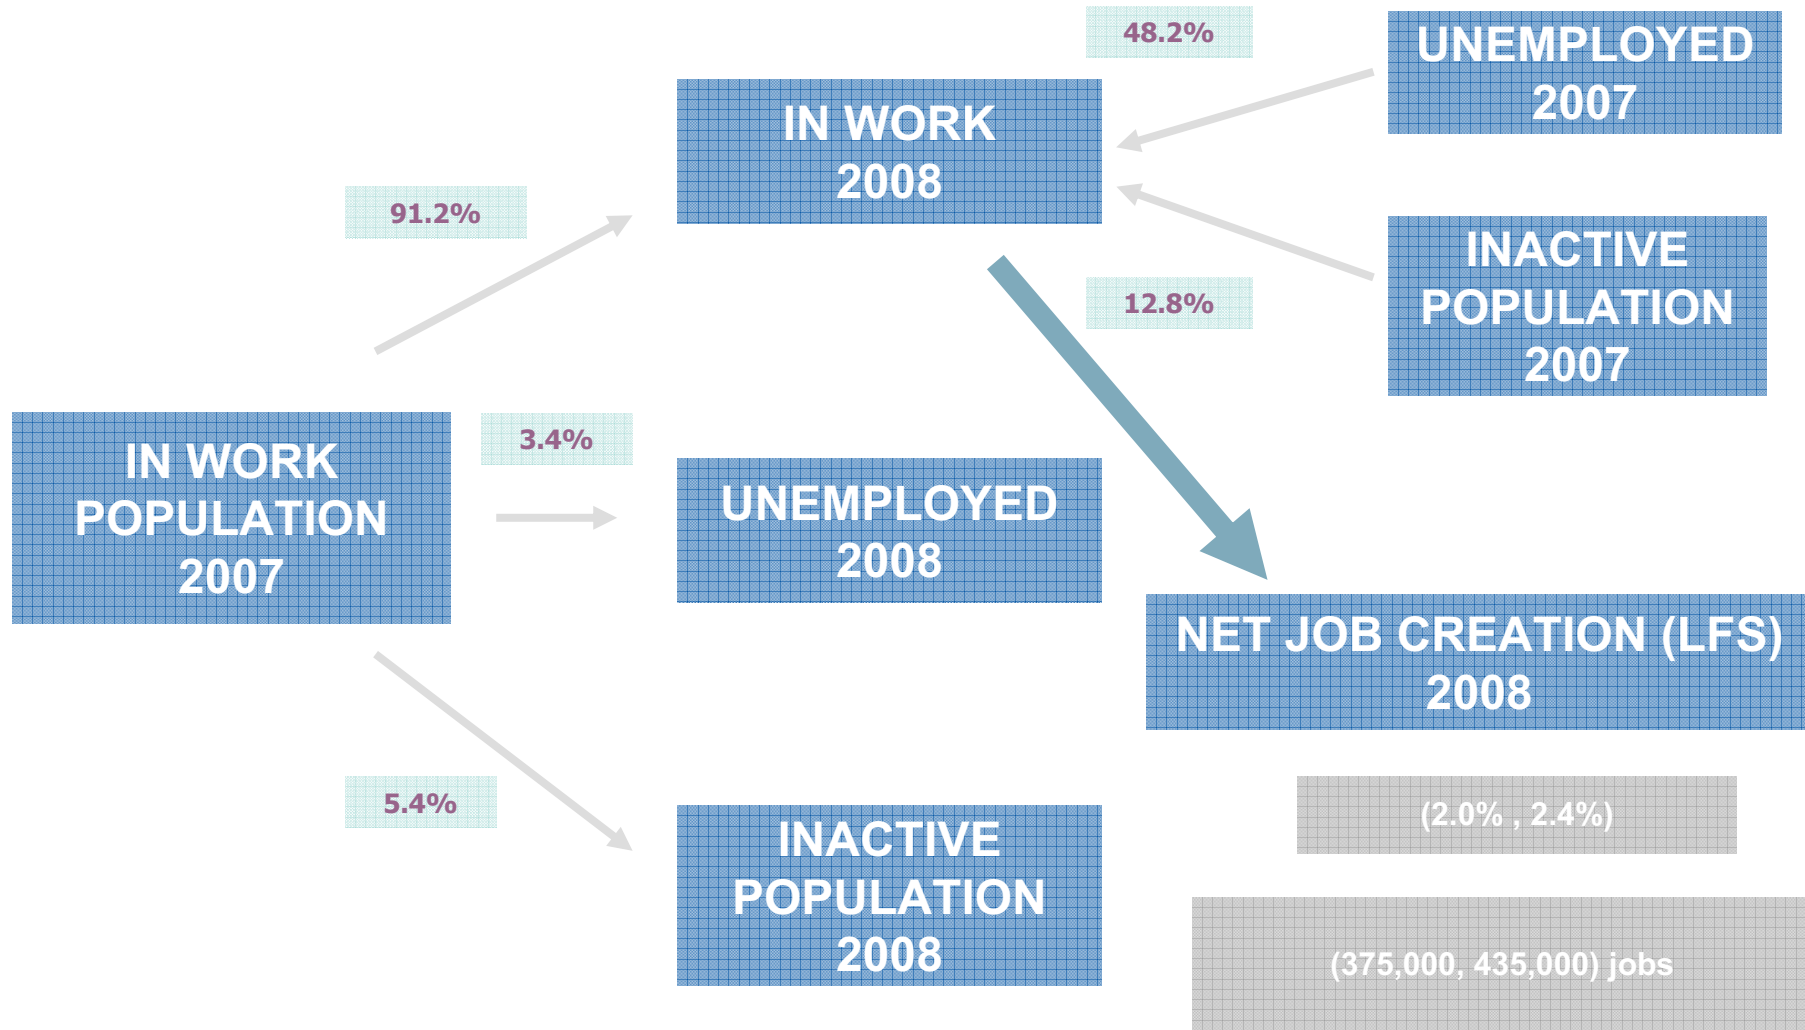 48.2%
UNEMPLOYED
2007
IN WORK
2008
91.2%
INACTIVE
POPULATION
2007
12.8%
IN WORK
POPULATION
2007
3.4%
UNEMPLOYED
2008
NET JOB CREATION (LFS)
2008
5.4%
INACTIVE
POPULATION
2008
(2.0% , 2.4%)
(375,000, 435,000) jobs